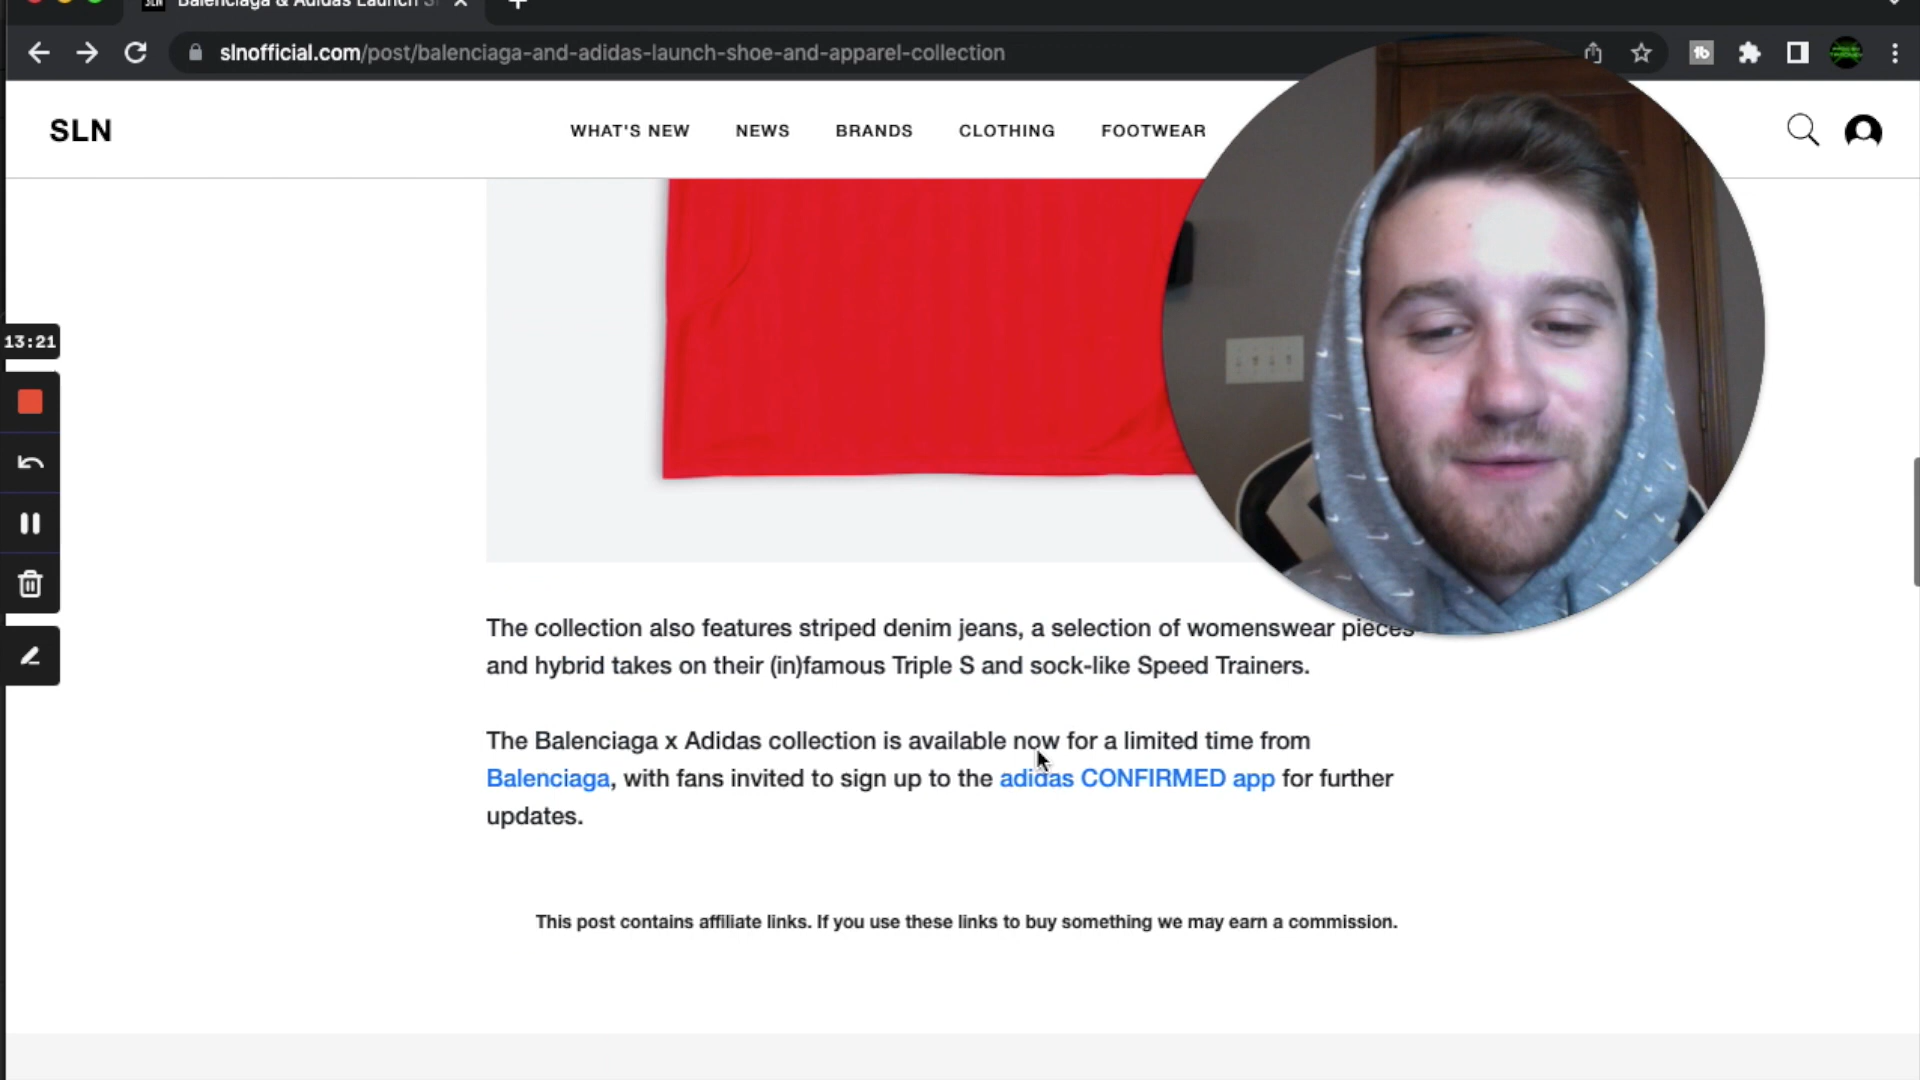 SLN Balenciaga & Adidas Launch S
slnofficial.com/post/balenciaga-and-adidas-launch-shoe-and-apparel-collection
SLN
WHAT'S NEW NEWS BRANDS CLOTHING FOOTWEAR
13:21
The collection also features striped denim jeans, a selection of womenswear pieces
and hybrid takes on their (in)famous Triple S and sock-like Speed Trainers.
The Balenciaga x Adidas collection is available now for a limited time from
Balenciaga, with fans invited to sign up to the adidas CONFIRMED app for further
updates.
This post contains affiliate links. If you use these links to buy something we may earn a commission.